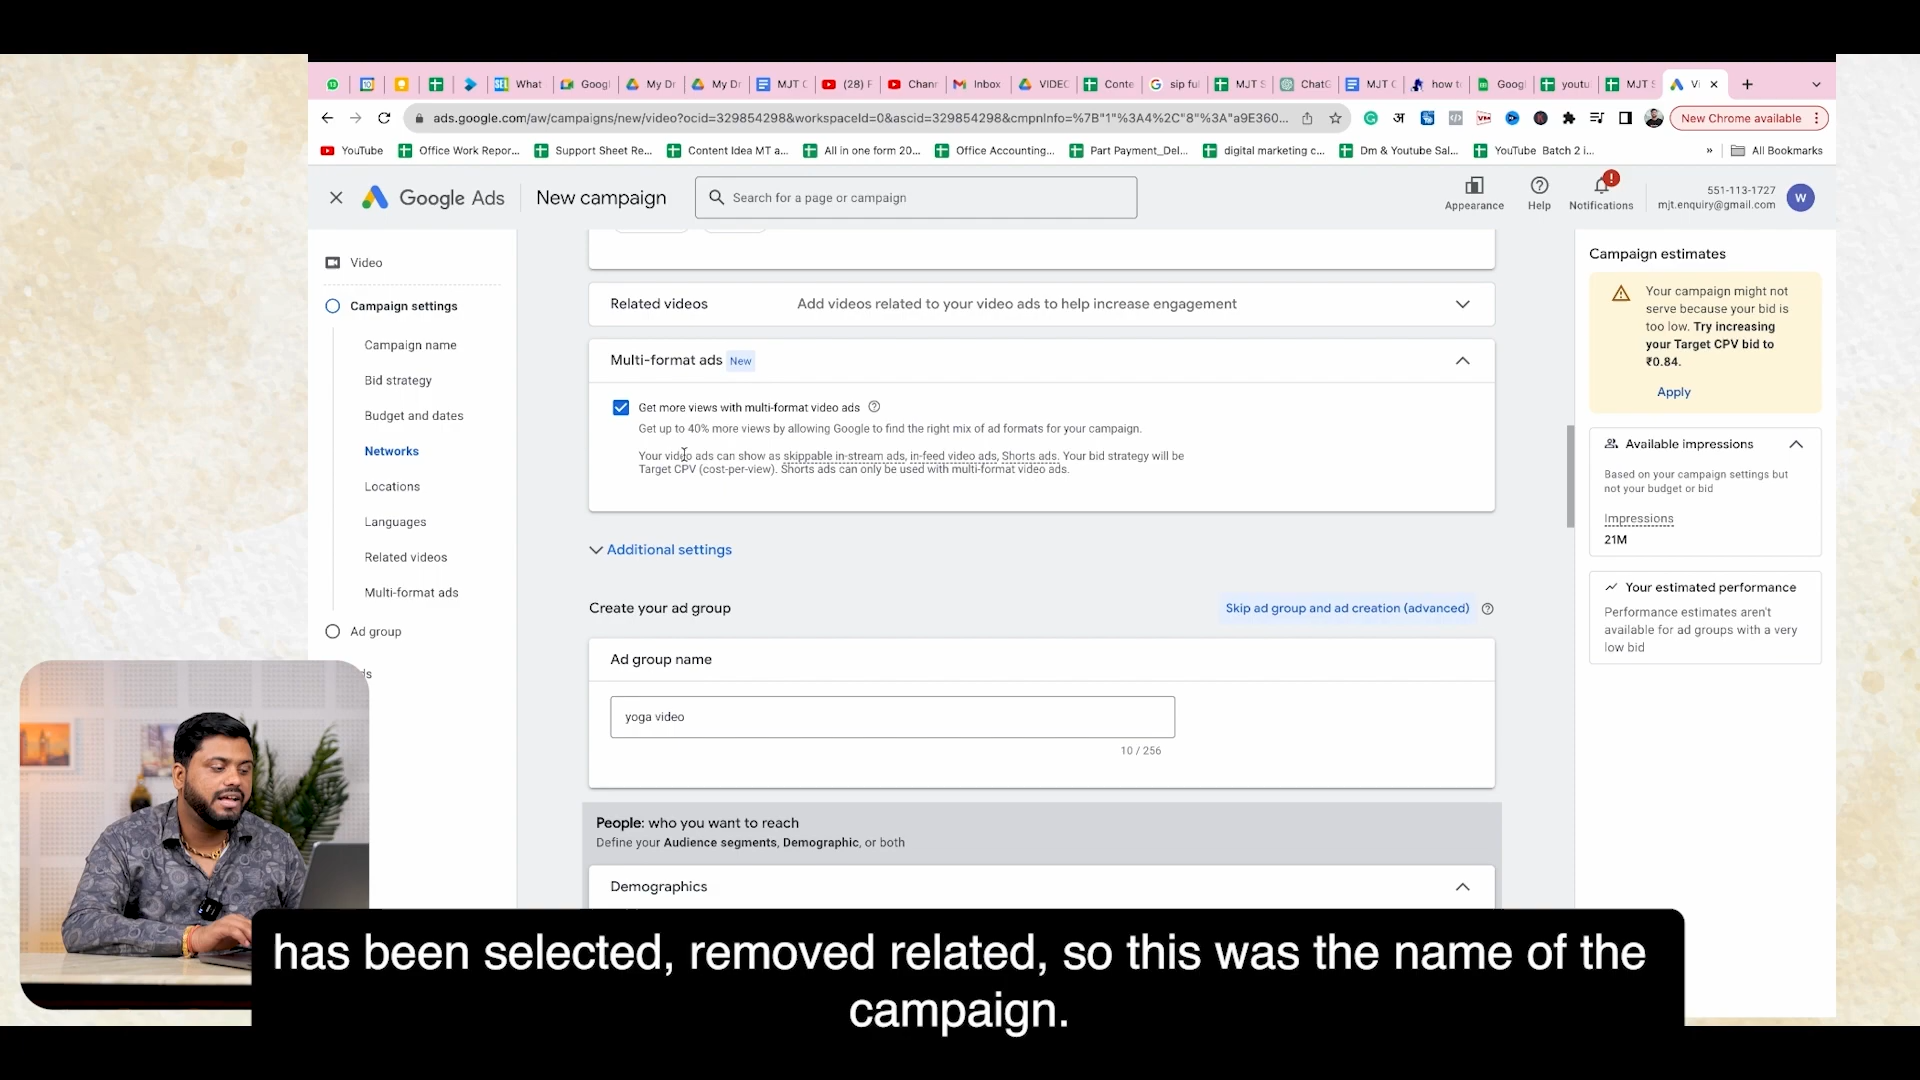 What
Googl
My Dr
My Dr
MJT C
(28) F
Chann
Inbox
VIDEC
Conte
sip ful
MJT S
ChatG
MJT C
how to
Googl
youtu
MJT S
Vi
ads.google.com/aw/campaigns/new/video?ocid=329854298&workspaceId=0&ascid=329854298&cmpnInfo=%7B"1"%3A4%2C"8"%3A"a9E360...
New Chrome available
YouTube
Office Work Repor...
Support Sheet Re...
Content Idea MT a...
All in one form 20...
Office Accounting...
Part Payment_Del...
digital marketing c...
Dm & Youtube Sal...
YouTube Batch 2 i...
»
All Bookmarks
Google Ads
New campaign
Search for a page or campaign
Appearance
Help
Notifications
551-113-1727
mjt.enquiry@gmail.com
W
Video
Campaign settings
Campaign name
Bid strategy
Budget and dates
Networks
Locations
Languages
Related videos
Multi-format ads
Ad group
ds
Related videos
Add videos related to your video ads to help increase engagement
Multi-format ads New
Get more views with multi-format video ads
Get up to 40% more views by allowing Google to find the right mix of ad formats for your campaign.
Your video ads can show as skippable in-stream ads, in-feed video ads, Shorts ads. Your bid strategy will be
Target CPV (cost-per-view). Shorts ads can only be used with multi-format video ads.
Additional settings
Create your ad group
Skip ad group and ad creation (advanced)
Ad group name
yoga video
10 / 256
People: who you want to reach
Define your Audience segments, Demographic, or both
Demographics
Campaign estimates
Your campaign might not
serve because your bid is
too low. Try increasing
your Target CPV bid to
₹0.84.
Apply
Available impressions
Based on your campaign settings but
not your budget or bid
Impressions
21M
Your estimated performance
Performance estimates aren't
available for ad groups with a very
low bid
has been selected, removed related, so this was the name of the
campaign.